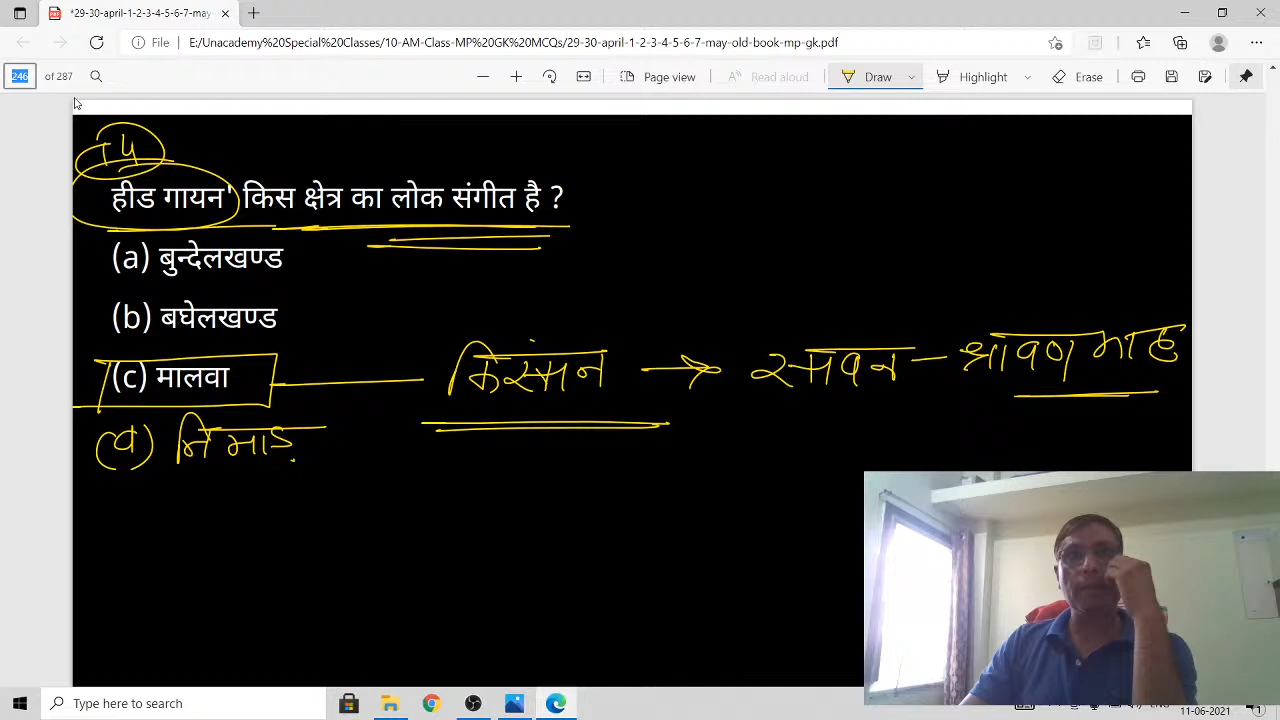 *29-30-april-1-2-3-4-5-6-7-may
File E:/Unacademy%20Special%20Classes/10-AM-Class-MP%20GK%20MCQs/29-30-april-1-2-3-4-5-6-7-may-old-book-mp-gk.pdf
246 of 287 Page view Read aloud Draw Highlight Erase
हीड गायन' किस क्षेत्र का लोक संगीत है ?
(a) बुन्देलखण्ड
(b) बघेलखण्ड
(c) मालवा किसान → सावन – श्रावण माह
निमाड़
Type here to search
11-06-2021